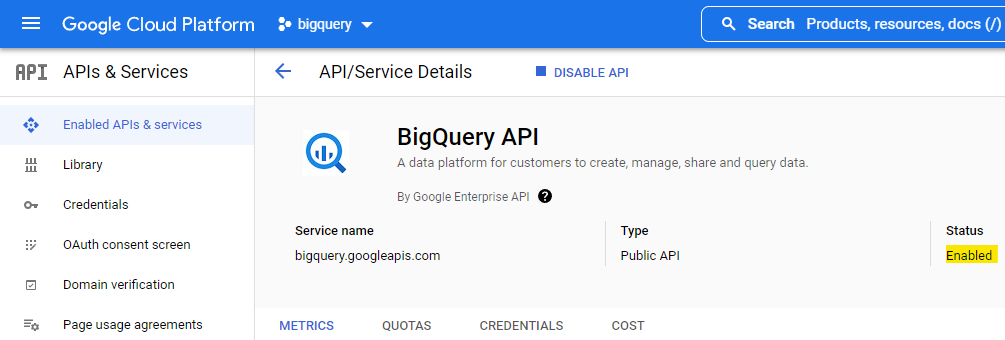 Google Cloud Platform bigquery Search Products, resources, docs (/)
API APIs & Services
API/Service Details DISABLE API
Enabled APIs & services
Library
Credentials
OAuth consent screen
Domain verification
Page usage agreements
BigQuery API
A data platform for customers to create, manage, share and query data.
By Google Enterprise API ?
Service name Type Status
bigquery.googleapis.com Public API Enabled
METRICS QUOTAS CREDENTIALS COST